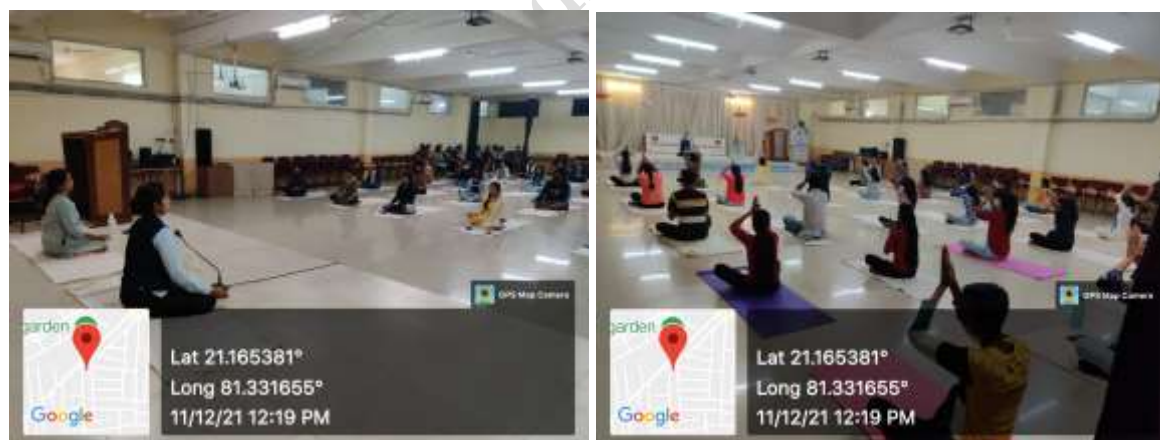 GPS Map Camera
garden
Lat 21.165381°
Long 81.331655°
11/12/21 12:19 PM
Google
GPS Map Camera
garden
Lat 21.165381°
Long 81.331655°
11/12/21 12:19 PM
Google